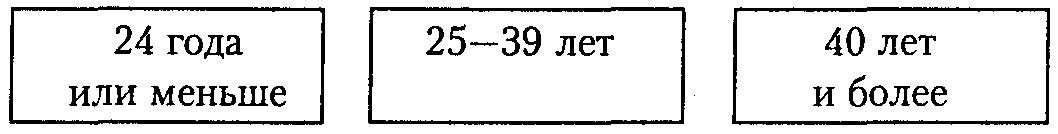 24 года
или меньше
25—39 лет
40 лет
и более